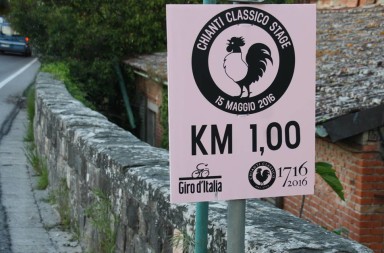 CHIANTI CLASSICO STAGE
15 MAGGIO 2016
KM 1,00
Giro d'Italia
1716
2016